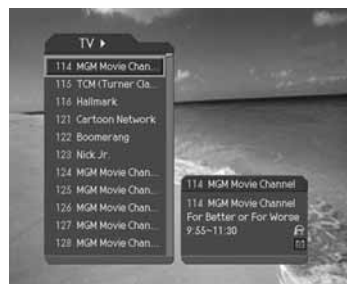 TV
114 MGM Movie Chan...
115 TCM (Turner Cla...
116 Hallmark
121 Cartoon Network
122 Boomerang
123 Nick Jr.
124 MGM Movie Chan...
125 MGM Movie Chan...
126 MGM Movie Chan...
127 MGM Movie Chan...
128 MGM Movie Chan...
114 MGM Movie Channel
114 MGM Movie Channel
For Better or For Worse
9:55~11:30